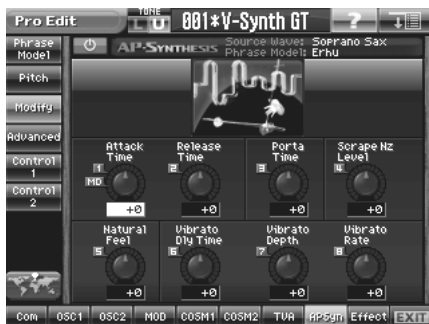 Pro Edit
TONE
L U
001*V-Synth GT
?
Phrase Model
Pitch
Modify
Advanced
Control 1
Control 2
AP-SYNTHESIS
Source Wave: Soprano Sax
Phrase Model: Erhu
Attack Time
Release Time
Porta Time
Scrape Nz Level
1 MD
2
3
4
+0
+0
+0
+0
Natural Feel
Vibrato Dly Time
Vibrato Depth
Vibrato Rate
5
6
7
8
+0
+0
+0
+0
Com OSC1 OSC2 MOD COSM1 COSM2 TVA APSyn Effect EXIT